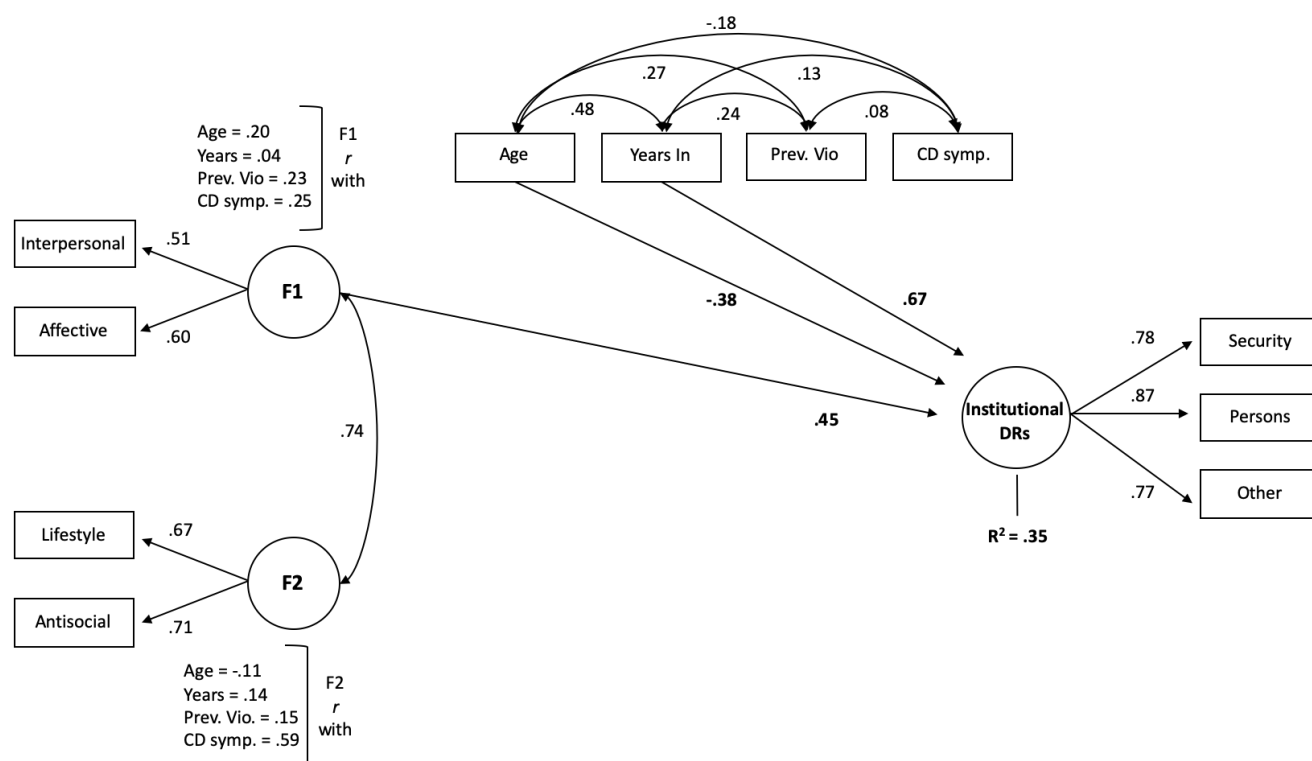 -.18
.27
.13
.48
.24
.08
Age
Years In
Prev. Vio
CD symp.
Age = .20
Years = .04
Prev. Vio = .23
CD symp. = .25
F1
r
with
Interpersonal
.51
Affective
.60
F1
-.38
.67
.45
.74
Institutional
DRs
R² = .35
.78
Security
.87
Persons
.77
Other
Lifestyle
.67
Antisocial
.71
F2
Age = -.11
Years = .14
Prev. Vio. = .15
CD symp. = .59
F2
r
with